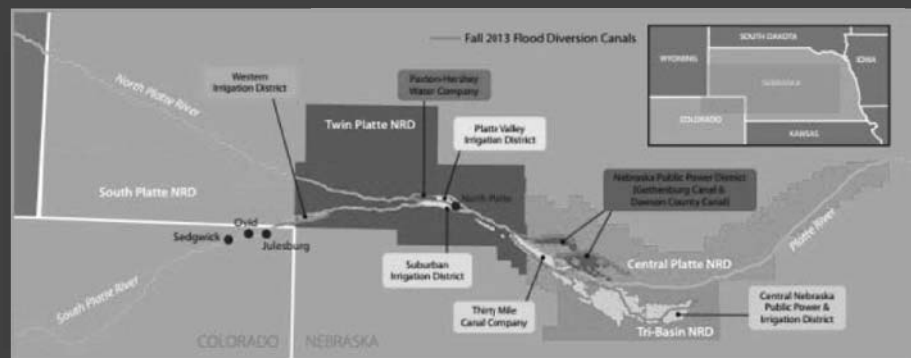 Fall 2013 Flood Diversion Canals
SOUTH DAKOTA
WYOMING
IOWA
NEBRASKA
COLORADO
KANSAS
North Platte River
Western
Irrigation District
Paxton-Hershey
Water Company
Twin Platte NRD
Platte Valley
Irrigation District
Nebraska Public Power District
(Gothenburg Canal &
Dawson County Canal)
South Platte NRD
North Platte
Ovid
Sedgwick
Julesburg
Platte River
Central Platte NRD
Suburban
Irrigation District
South Platte River
Thirty Mile
Canal Company
Central Nebraska
Public Power &
Irrigation District
Tri-Basin NRD
COLORADO
NEBRASKA